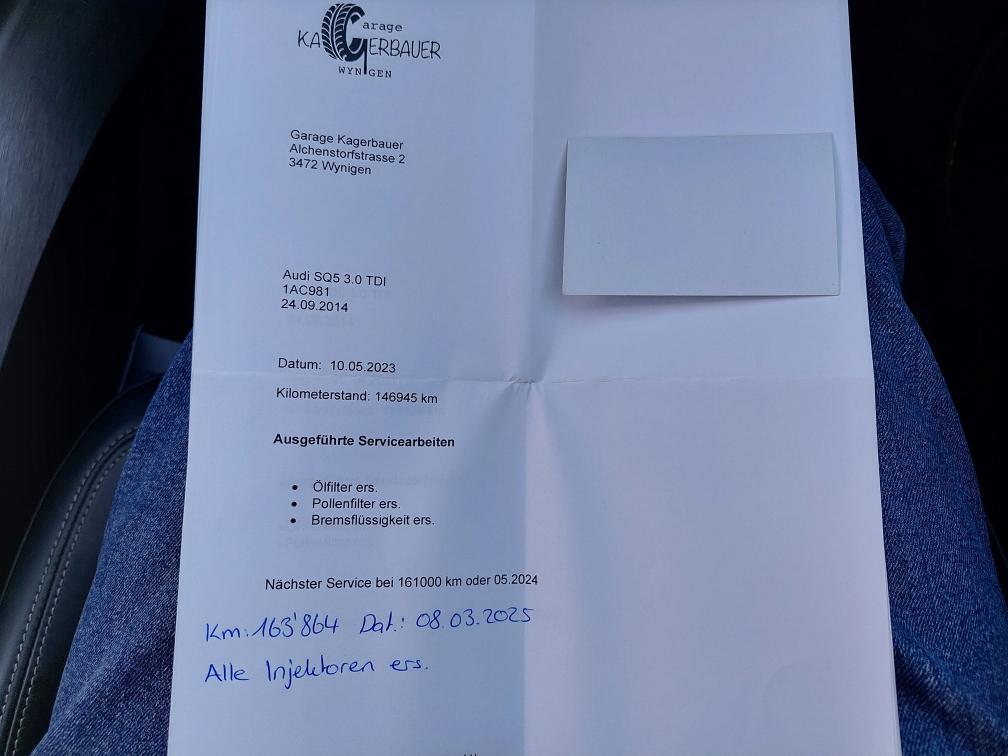 Garage
KAGERBAUER
WYNIGEN
Garage Kagerbauer
Alchenstorfstrasse 2
3472 Wynigen
Audi SQ5 3.0 TDI
1AC981
24.09.2014
Datum: 10.05.2023
Kilometerstand: 146945 km
Ausgeführte Servicearbeiten
• Ölfilter ers.
• Pollenfilter ers.
• Bremsflüssigkeit ers.
Nächster Service bei 161000 km oder 05.2024
Km: 163'864 Dat.: 08.03.2025
Alle Injektoren ers.